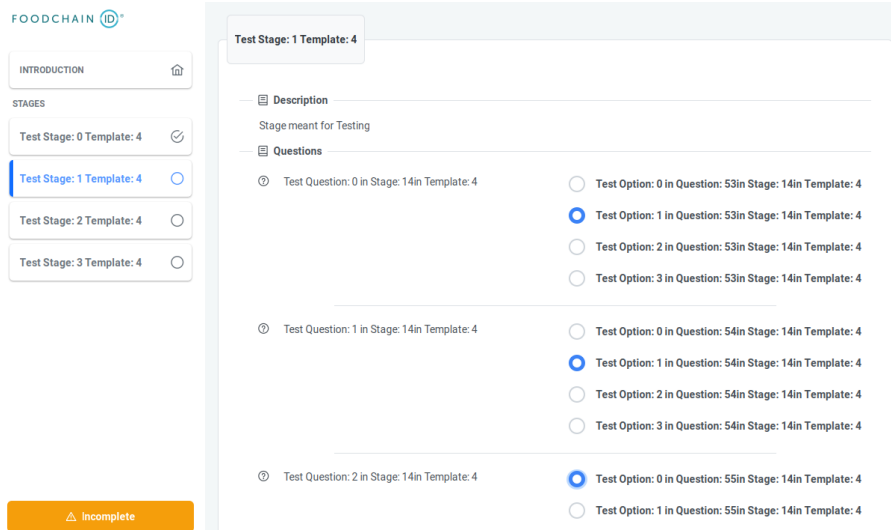 FOODCHAIN ID®
INTRODUCTION
STAGES
Test Stage: 0 Template: 4
Test Stage: 1 Template: 4
Test Stage: 2 Template: 4
Test Stage: 3 Template: 4
Incomplete
Test Stage: 1 Template: 4
Description
Stage meant for Testing
Questions
Test Question: 0 in Stage: 14in Template: 4
Test Option: 0 in Question: 53in Stage: 14in Template: 4
Test Option: 1 in Question: 53in Stage: 14in Template: 4
Test Option: 2 in Question: 53in Stage: 14in Template: 4
Test Option: 3 in Question: 53in Stage: 14in Template: 4
Test Question: 1 in Stage: 14in Template: 4
Test Option: 0 in Question: 54in Stage: 14in Template: 4
Test Option: 1 in Question: 54in Stage: 14in Template: 4
Test Option: 2 in Question: 54in Stage: 14in Template: 4
Test Option: 3 in Question: 54in Stage: 14in Template: 4
Test Question: 2 in Stage: 14in Template: 4
Test Option: 0 in Question: 55in Stage: 14in Template: 4
Test Option: 1 in Question: 55in Stage: 14in Template: 4